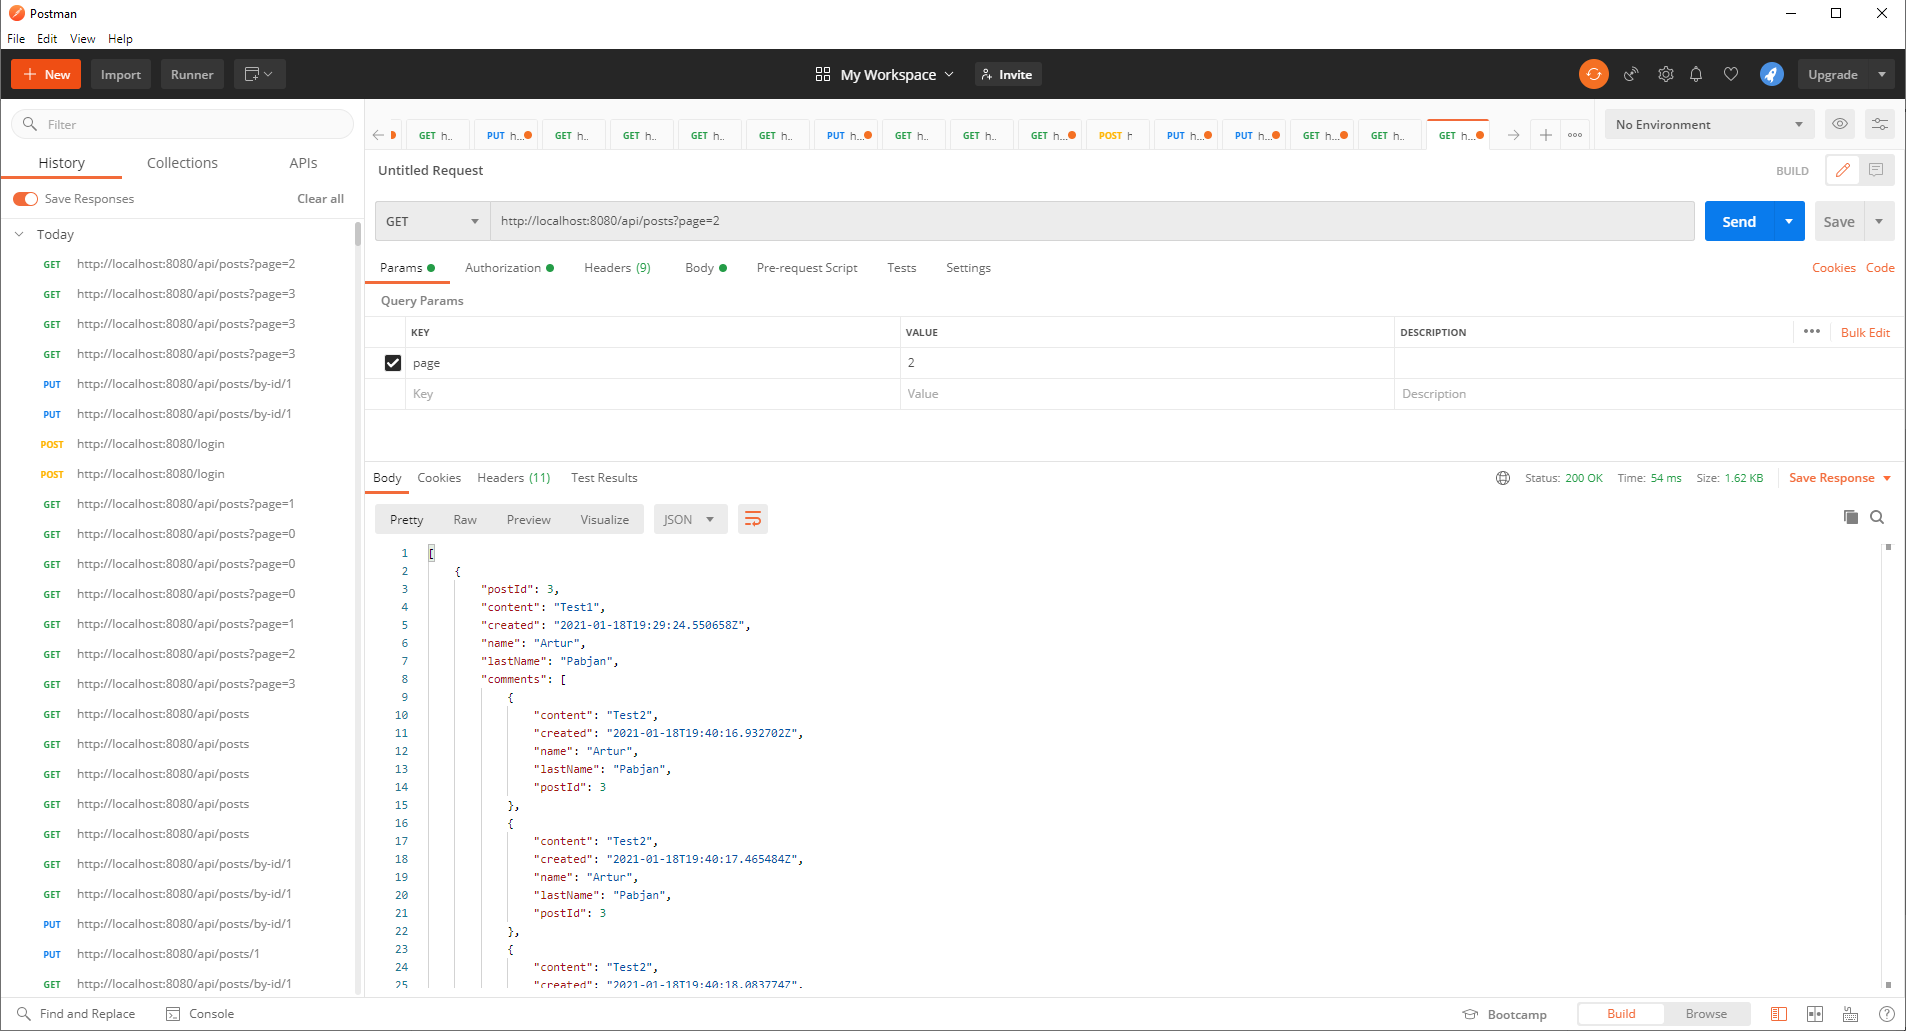 Postman
File Edit View Help
New Import Runner My Workspace Invite Upgrade
Filter
History Collections APIs
Save Responses Clear all
Today
GET http://localhost:8080/api/posts?page=2
GET http://localhost:8080/api/posts?page=3
GET http://localhost:8080/api/posts?page=3
GET http://localhost:8080/api/posts?page=3
PUT http://localhost:8080/api/posts/by-id/1
PUT http://localhost:8080/api/posts/by-id/1
POST http://localhost:8080/login
POST http://localhost:8080/login
GET http://localhost:8080/api/posts?page=1
GET http://localhost:8080/api/posts?page=0
GET http://localhost:8080/api/posts?page=0
GET http://localhost:8080/api/posts?page=0
GET http://localhost:8080/api/posts?page=1
GET http://localhost:8080/api/posts?page=2
GET http://localhost:8080/api/posts?page=3
GET http://localhost:8080/api/posts
GET http://localhost:8080/api/posts
GET http://localhost:8080/api/posts
GET http://localhost:8080/api/posts
GET http://localhost:8080/api/posts
GET http://localhost:8080/api/posts/by-id/1
GET http://localhost:8080/api/posts/by-id/1
PUT http://localhost:8080/api/posts/by-id/1
PUT http://localhost:8080/api/posts/1
GET http://localhost:8080/api/posts/by-id/1
GET h.. PUT h... GET h.. GET h.. GET h.. GET h.. PUT h... GET h.. GET h.. GET h... POST h PUT h... PUT h... GET h... GET h.. GET h...
No Environment
Untitled Request BUILD
GET http://localhost:8080/api/posts?page=2 Send Save
Params Authorization Headers (9) Body Pre-request Script Tests Settings Cookies Code
Query Params
KEY VALUE DESCRIPTION ••• Bulk Edit
page 2
Key Value Description
Body Cookies Headers (11) Test Results Status: 200 OK Time: 54 ms Size: 1.62 KB Save Response
Pretty Raw Preview Visualize JSON
1 [
2 {
3 "postId": 3,
4 "content": "Test1",
5 "created": "2021-01-18T19:29:24.550658Z",
6 "name": "Artur",
7 "lastName": "Pabjan",
8 "comments": [
9 {
10 "content": "Test2",
11 "created": "2021-01-18T19:40:16.932702Z",
12 "name": "Artur",
13 "lastName": "Pabjan",
14 "postId": 3
15 },
16 {
17 "content": "Test2",
18 "created": "2021-01-18T19:40:17.465484Z",
19 "name": "Artur",
20 "lastName": "Pabjan",
21 "postId": 3
22 },
23 {
24 "content": "Test2",
25 "created": "2021-01-18T19:40:18.083774Z",
Find and Replace Console Bootcamp Build Browse